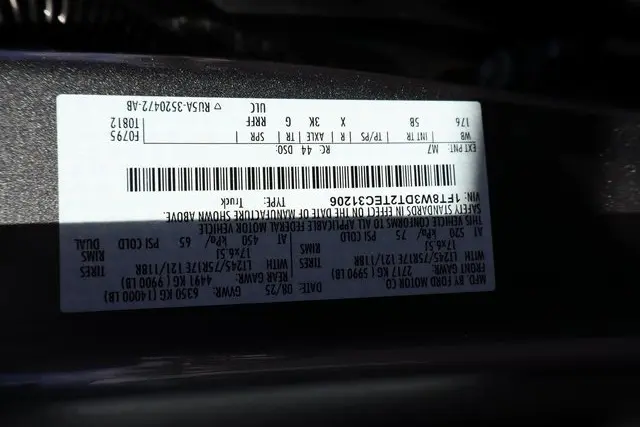 MFD. BY FORD MOTOR CO
DATE: 08/25 GVWR: 6350 KG (14000 LB)
FRONT GAWR: 2717 KG (5990 LB) REAR GAWR: 4491 KG (9900 LB)
WITH LT245/75R17E 121/118R TIRES WITH LT245/75R17E 121/118R TIRES
17x6.5J RIMS 17x6.5J RIMS
AT 520 kPa/ 75 PSI COLD AT 450 kPa/ 65 PSI COLD DUAL
THIS VEHICLE CONFORMS TO ALL APPLICABLE FEDERAL MOTOR VEHICLE
SAFETY STANDARDS IN EFFECT ON THE DATE OF MANUFACTURE SHOWN ABOVE.
VIN: 1FT8W3DT2TEC31206 TYPE: Truck
EXT PNT: M7 RC: 44 DSO: F0795
WB INT TR TP/PS R AXLE TR SPR T0812
176 5B X 3K G RRFF
ULC ▽ RU5A-3520472-AB